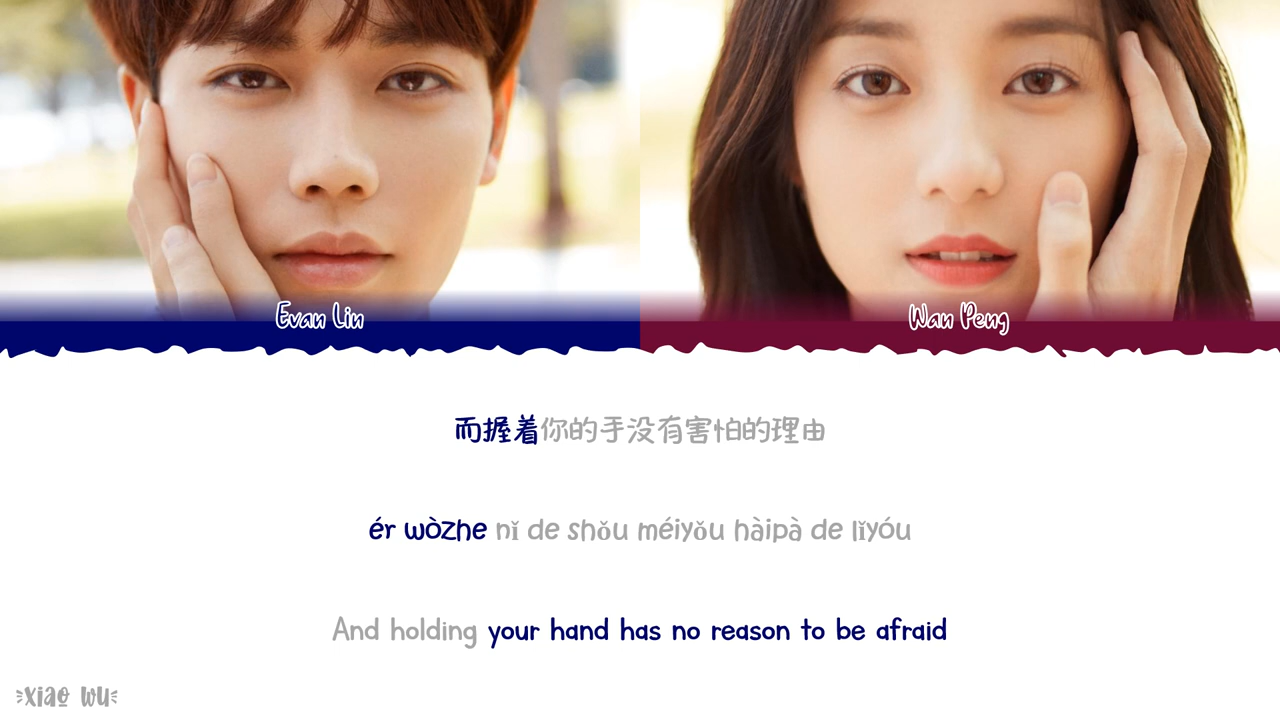 Evan Lin
Wan Peng
而握着你的手没有害怕的理由
ér wòzhe nǐ de shǒu méiyǒu hàipà de lǐyóu
And holding your hand has no reason to be afraid
xiao wu